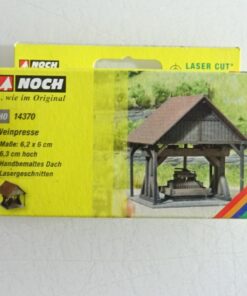 NOCH
LASER CUT
NOCH
... wie im Original
H0 14370
Weinpresse
Maße: 6,2 x 6 cm
6,3 cm hoch
Handbemaltes Dach
Lasergeschnitten